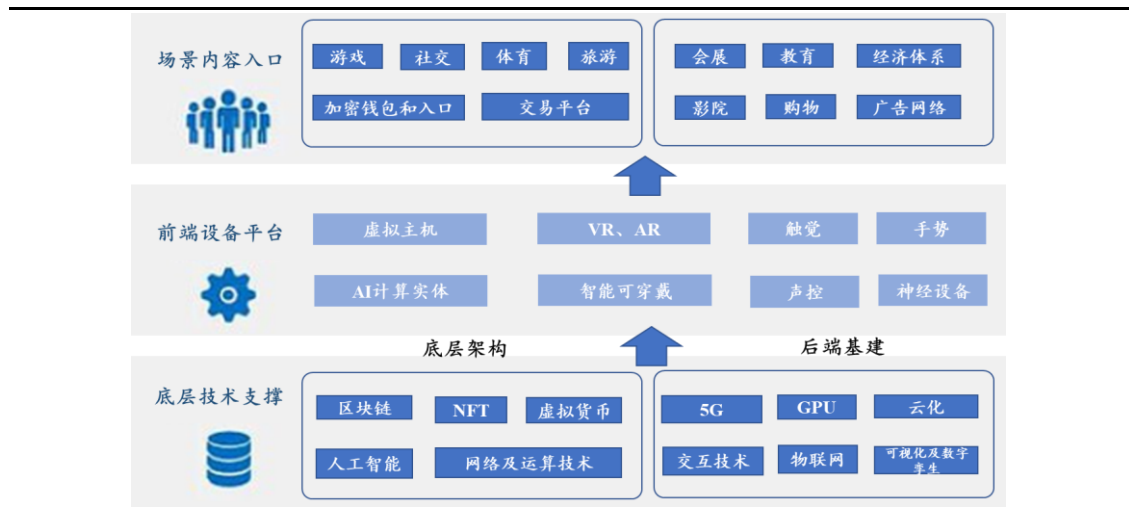 场景内容入口
游戏
社交
体育
旅游
加密钱包和入口
交易平台
会展
教育
经济体系
影院
购物
广告网络
前端设备平台
虚拟主机
VR、AR
触觉
手势
AI计算实体
智能可穿戴
声控
神经设备
底层架构
后端基建
底层技术支撑
区块链
NFT
虚拟货币
人工智能
网络及运算技术
5G
GPU
云化
交互技术
物联网
可视化及数字
孪生